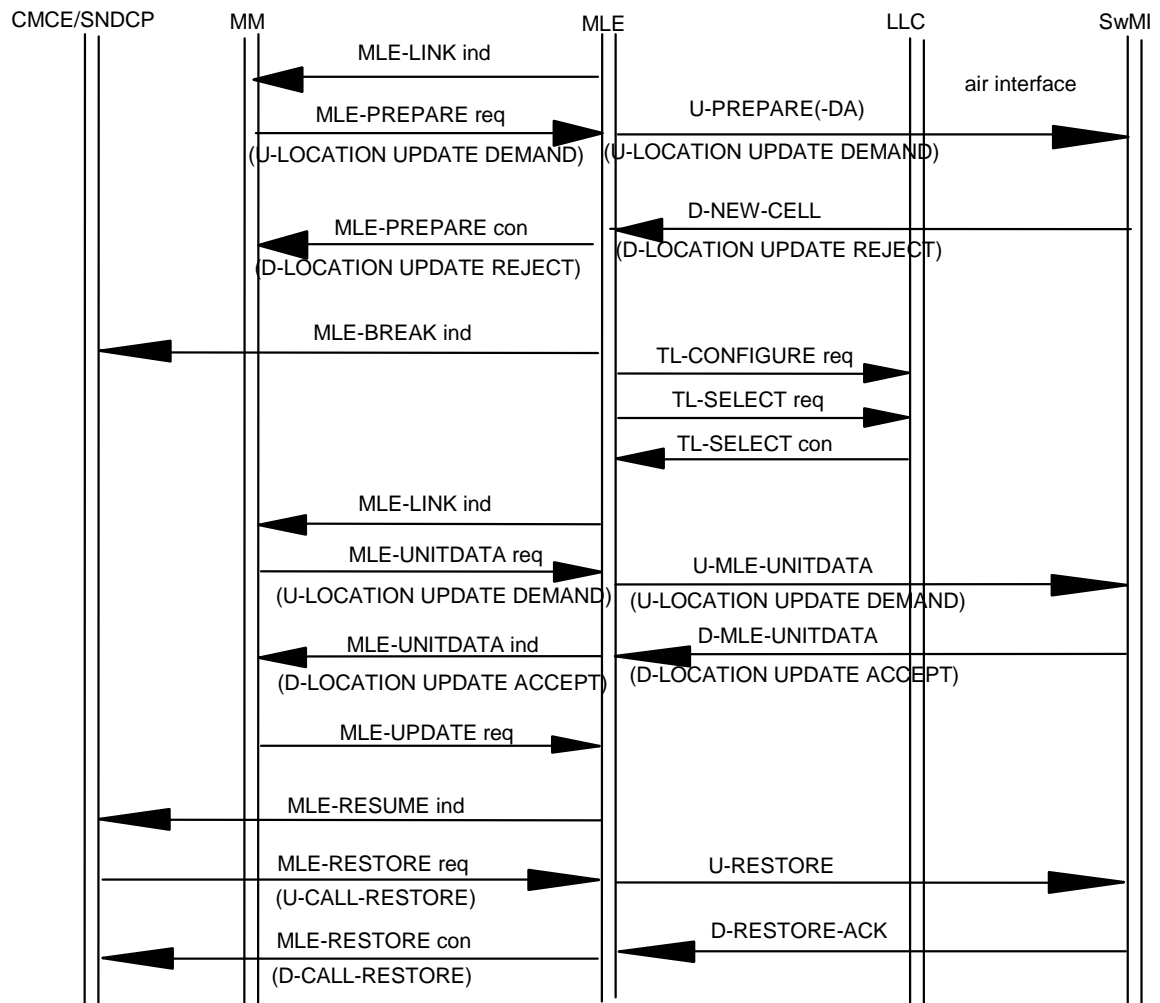 CMCE/SNDCP MM MLE LLC SwMI
MLE-LINK ind
air interface
MLE-PREPARE req
U-PREPARE(-DA)
(U-LOCATION UPDATE DEMAND)
(U-LOCATION UPDATE DEMAND)
D-NEW-CELL
MLE-PREPARE con
(D-LOCATION UPDATE REJECT)
(D-LOCATION UPDATE REJECT)
MLE-BREAK ind
TL-CONFIGURE req
TL-SELECT req
TL-SELECT con
MLE-LINK ind
MLE-UNITDATA req
U-MLE-UNITDATA
(U-LOCATION UPDATE DEMAND)
(U-LOCATION UPDATE DEMAND)
MLE-UNITDATA ind
D-MLE-UNITDATA
(D-LOCATION UPDATE ACCEPT)
(D-LOCATION UPDATE ACCEPT)
MLE-UPDATE req
MLE-RESUME ind
MLE-RESTORE req
U-RESTORE
(U-CALL-RESTORE)
MLE-RESTORE con
D-RESTORE-ACK
(D-CALL-RESTORE)